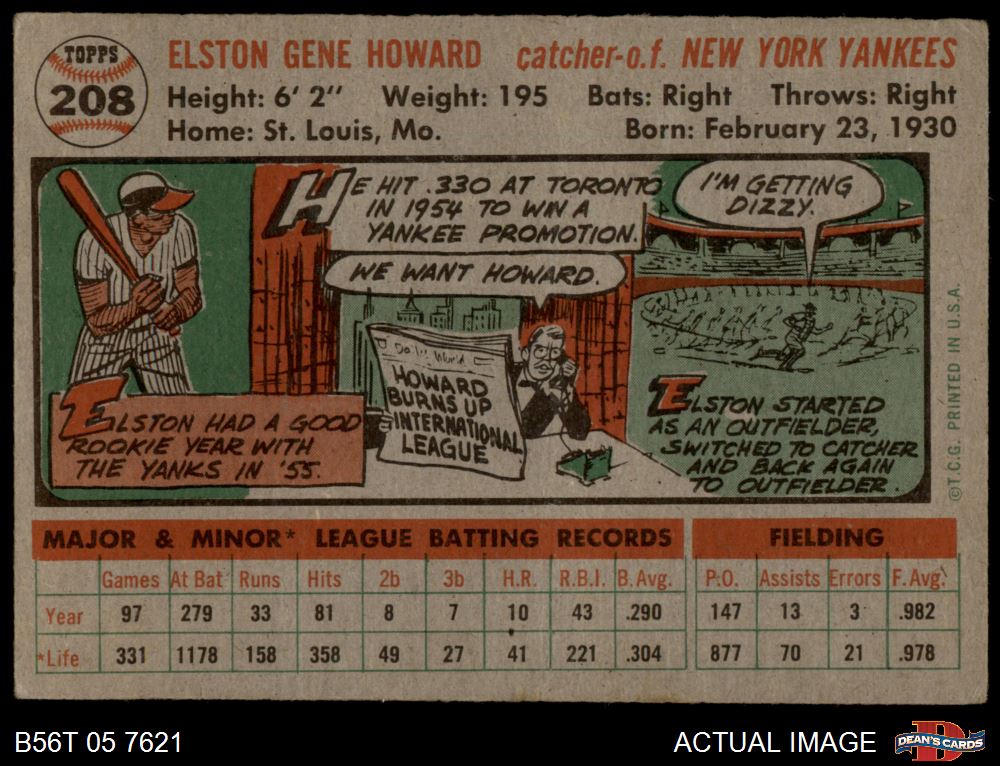 TOPPS
208
ELSTON GENE HOWARD catcher-o.f. NEW YORK YANKEES
Height: 6' 2" Weight: 195 Bats: Right Throws: Right
Home: St. Louis, Mo. Born: February 23, 1930
HE HIT .330 AT TORONTO
IN 1954 TO WIN A
YANKEE PROMOTION.
I'M GETTING
DIZZY.
WE WANT HOWARD.
HOWARD
BURNS UP
INTERNATIONAL
LEAGUE
ELSTON HAD A GOOD
ROOKIE YEAR WITH
THE YANKS IN '55.
ELSTON STARTED
AS AN OUTFIELDER,
SWITCHED TO CATCHER
AND BACK AGAIN
TO OUTFIELDER.
©T.C.G. PRINTED IN U.S.A.
MAJOR & MINOR* LEAGUE BATTING RECORDS FIELDING
Games At Bat Runs Hits 2b 3b H.R. R.B.I. B.Avg. P.O. Assists Errors F.Avg.
Year 97 279 33 81 8 7 10 43 .290 147 13 3 .982
*Life 331 1178 158 358 49 27 41 221 .304 877 70 21 .978
B56T 05 7621 ACTUAL IMAGE DEAN'S CARDS